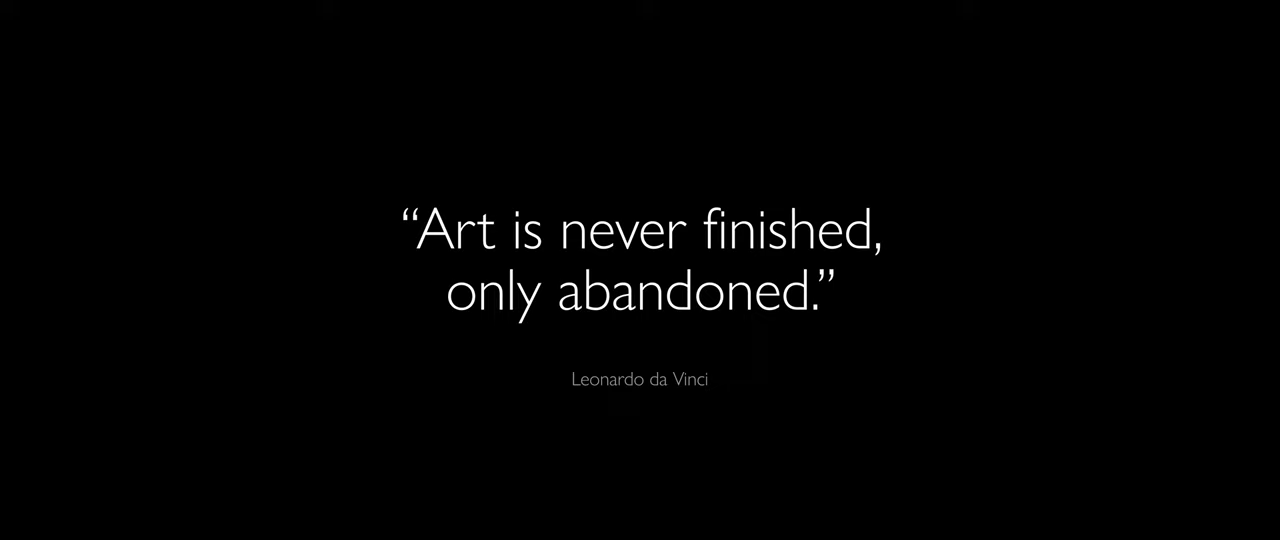 “Art is never finished,
only abandoned.”
Leonardo da Vinci